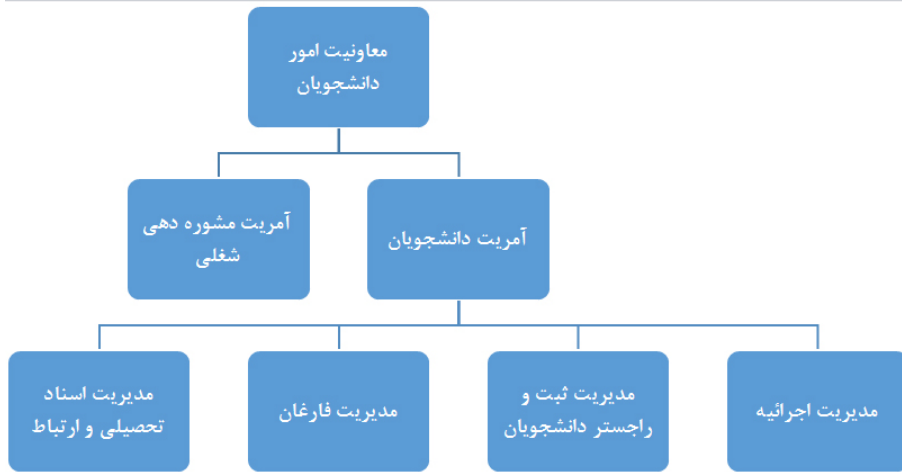 معاونیت امور
دانشجویان
آمریت دانشجویان
آمریت مشوره دهی
شغلی
مدیریت اجرائیه
مدیریت ثبت و
راجستر دانشجویان
مدیریت فارغان
مدیریت اسناد
تحصیلی و ارتباط